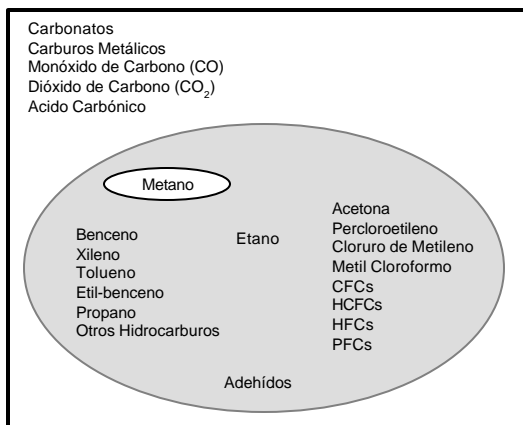 Carbonatos
Carburos Metálicos
Monóxido de Carbono (CO)
Dióxido de Carbono (CO₂)
Acido Carbónico
Metano
Benceno
Xileno
Tolueno
Etil-benceno
Propano
Otros Hidrocarburos
Etano
Acetona
Percloroetileno
Cloruro de Metileno
Metil Cloroformo
CFCs
HCFCs
HFCs
PFCs
Adehídos